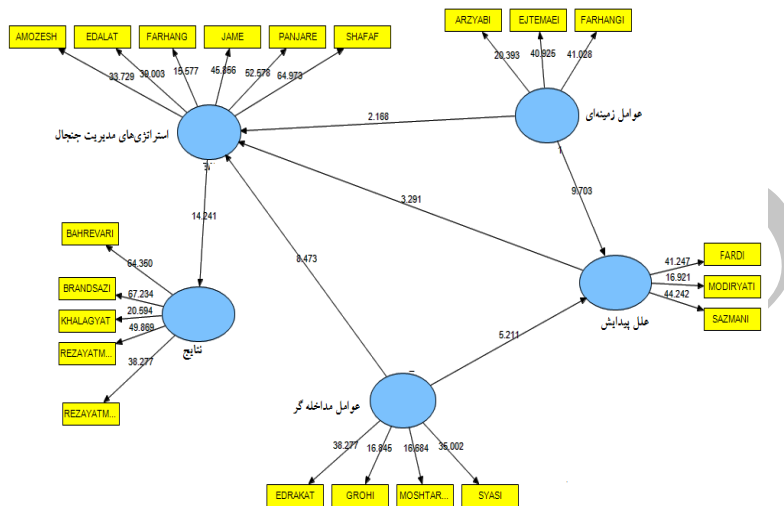 ARZYABI
EJTEMAEI
FARHANGI
AMOZESH
EDALAT
FARHANG
JAME
PANJARE
SHAFAF
20.393
40.925
41.028
33.729
39.003
15.577
45.856
52.578
64.973
عوامل زمینه‌ای
2.168
استراتژی‌های مدیریت جنجال
9.703
3.291
14.241
BAHREVARI
64.350
8.473
FARDI
41.247
16.921
MODIRYATI
44.242
SAZMANI
علل پیدایش
BRANDSAZI
67.234
20.594
KHALAGYAT
49.869
REZAYATM...
38.277
نتایج
REZAYATM...
5.211
عوامل مداخله گر
38.277
16.845
16.684
35.002
EDRAKAT
GROHI
MOSHTAR...
SYASI